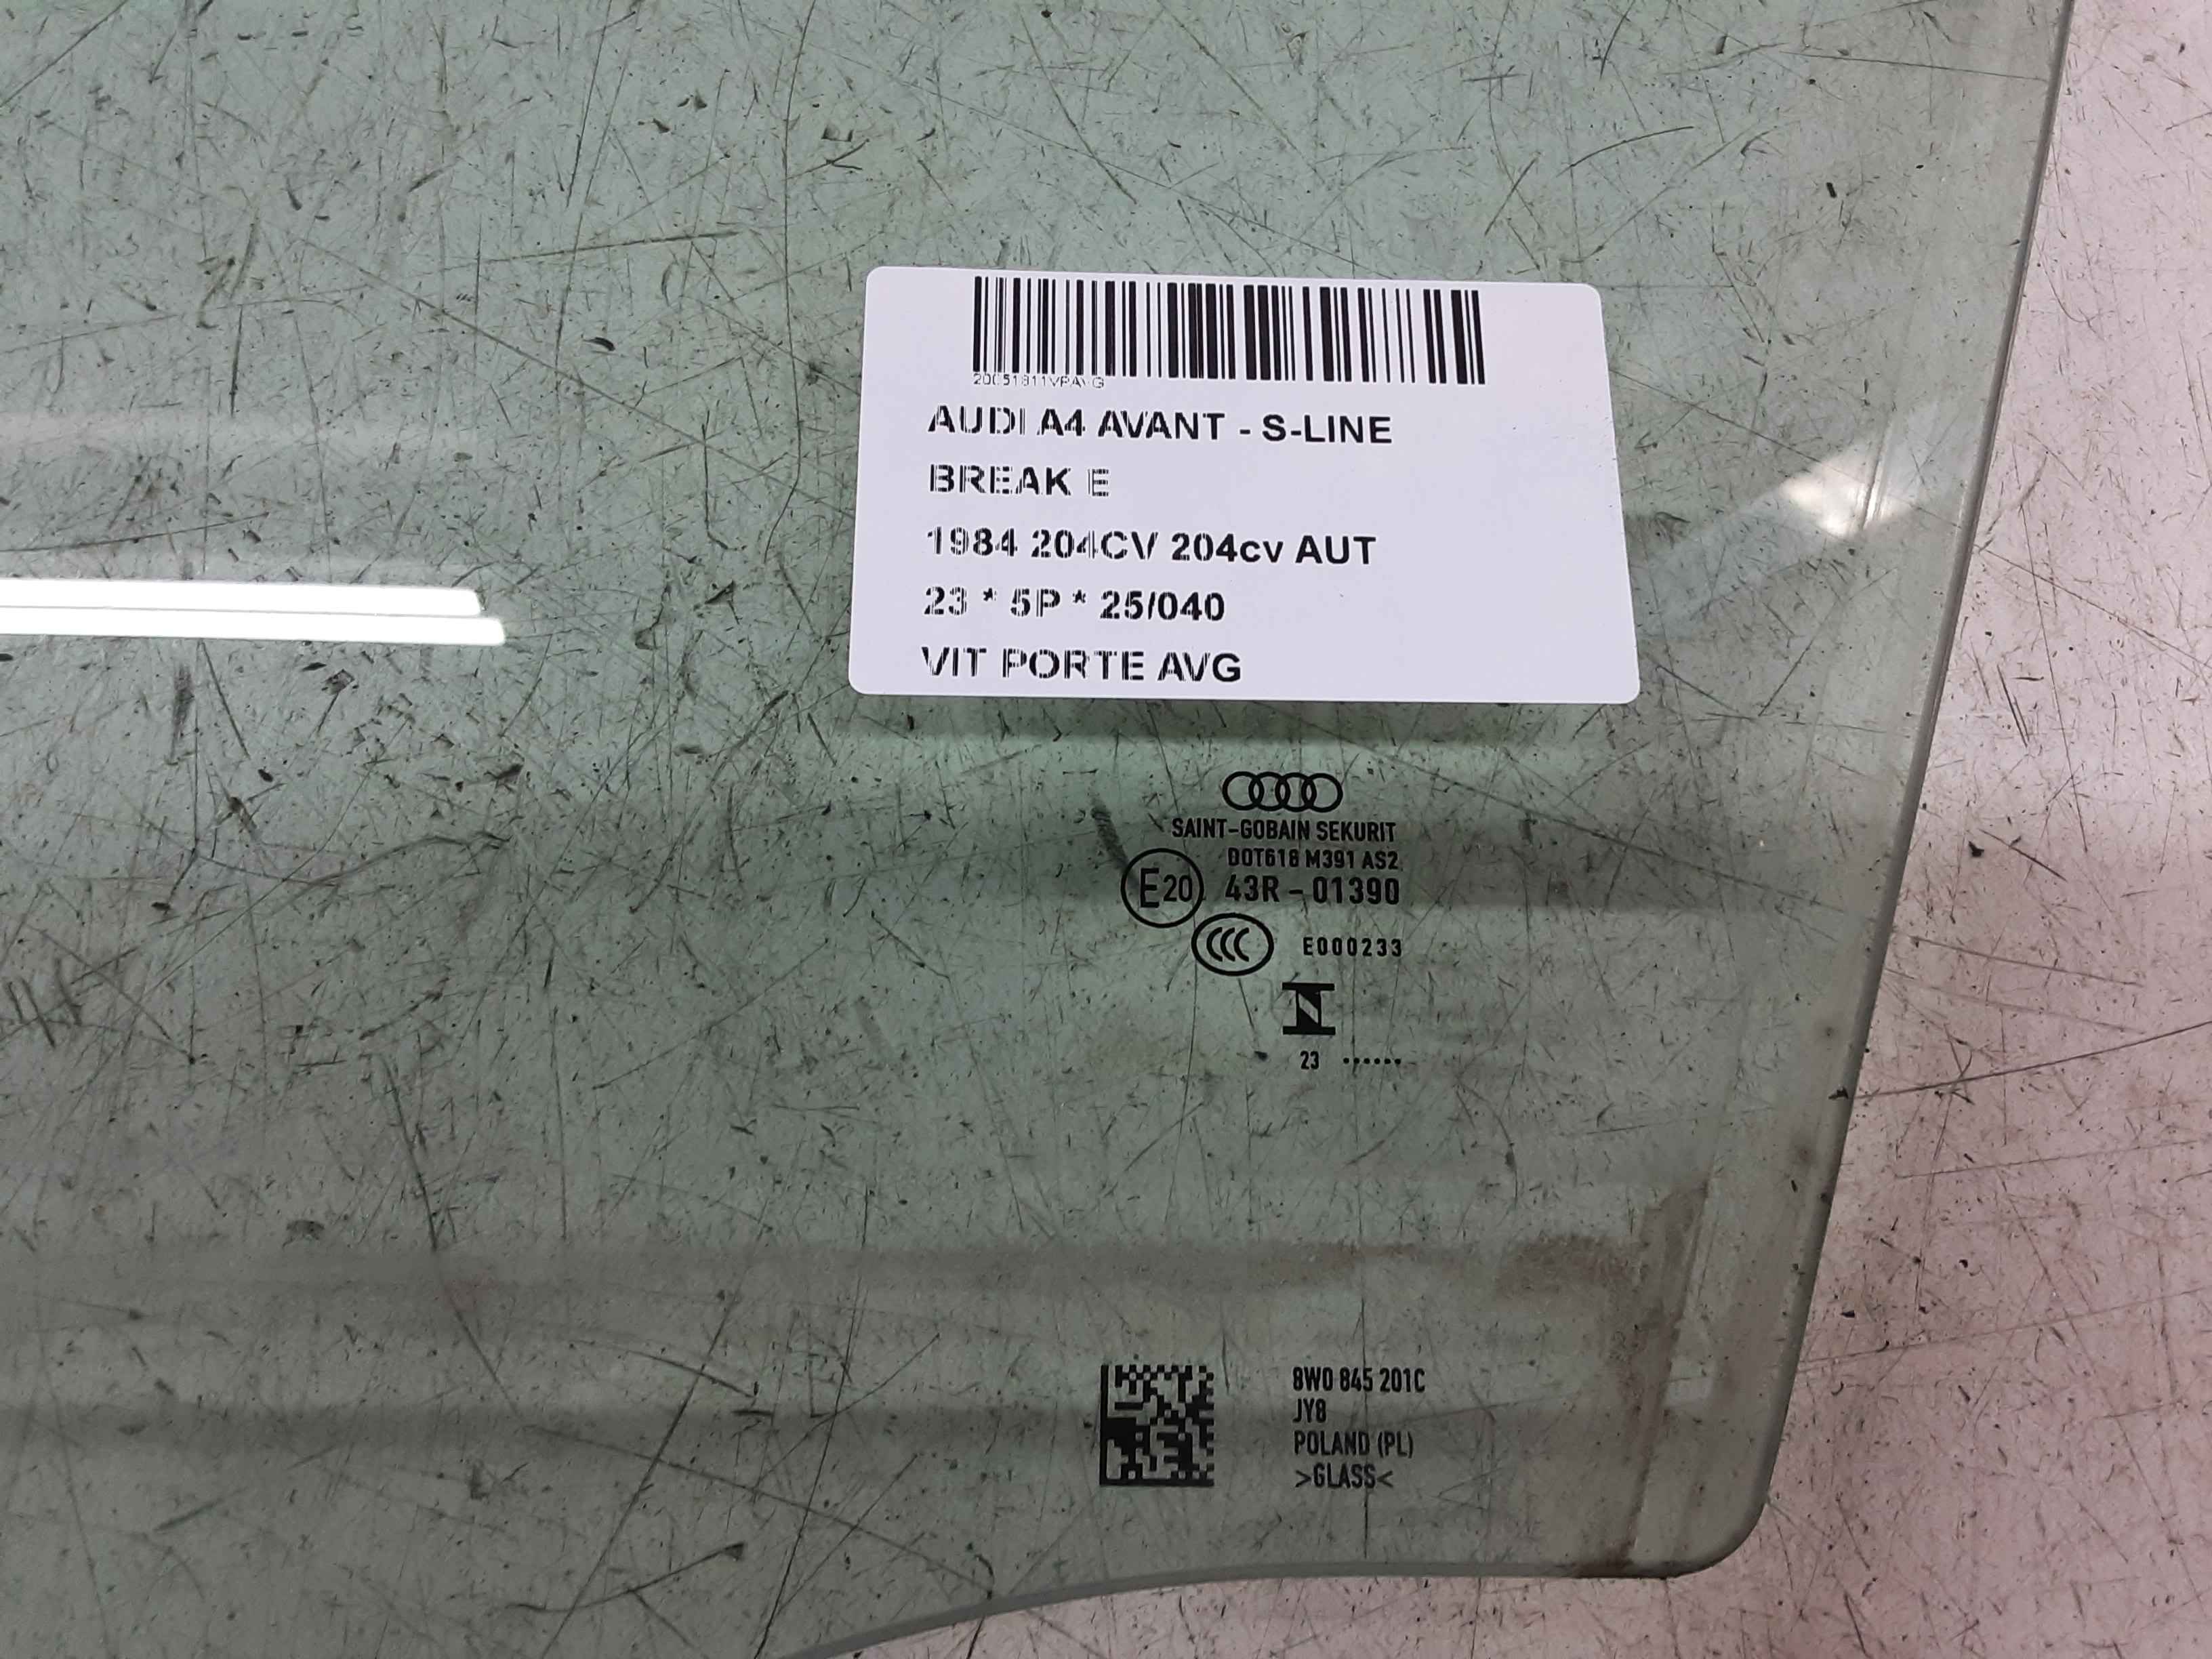 20051811VPAVG
AUDI A4 AVANT - S-LINE
BREAK E
1984 204CV 204cv AUT
23 * 5P * 25/040
VIT PORTE AVG
SAINT-GOBAIN SEKURIT
DOT618 M391 AS2
E20 43R - 01390
CCC E000233
23 ......
8W0 845 201C
JY8
POLAND (PL)
>GLASS<